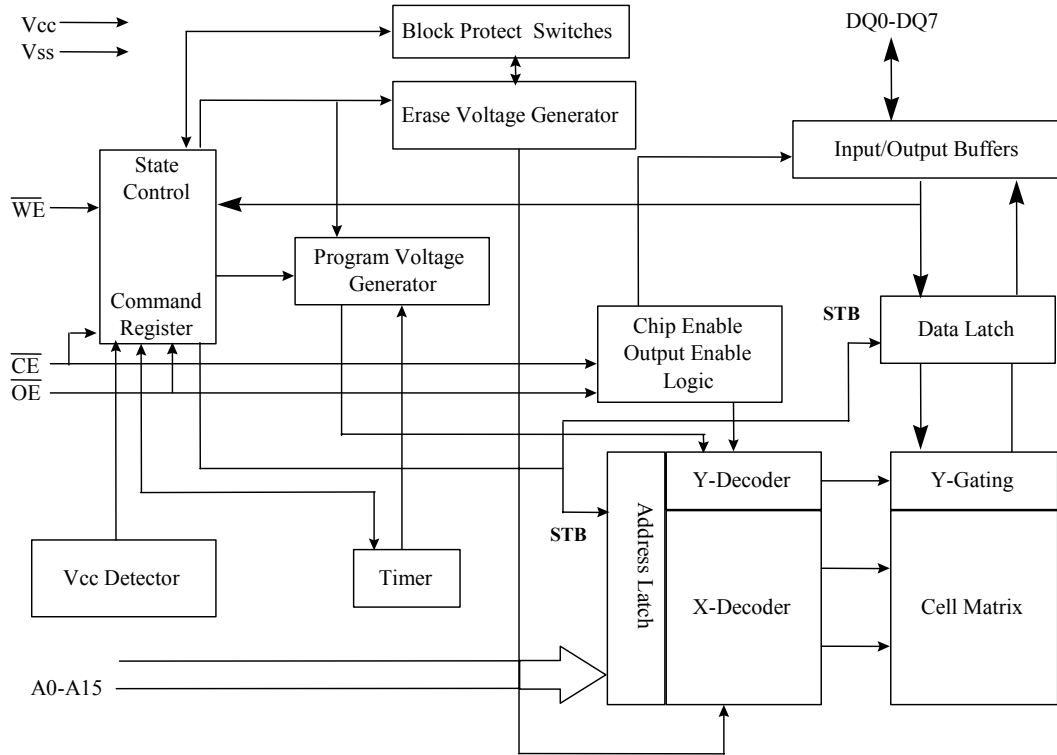 Vcc
Vss
Block Protect Switches
DQ0-DQ7
Erase Voltage Generator
Input/Output Buffers
State
Control
WE
Program Voltage
Generator
Command
Register
STB
Data Latch
Chip Enable
Output Enable
Logic
CE
OE
Y-Decoder
Y-Gating
STB
Address Latch
Vcc Detector
Timer
X-Decoder
Cell Matrix
A0-A15